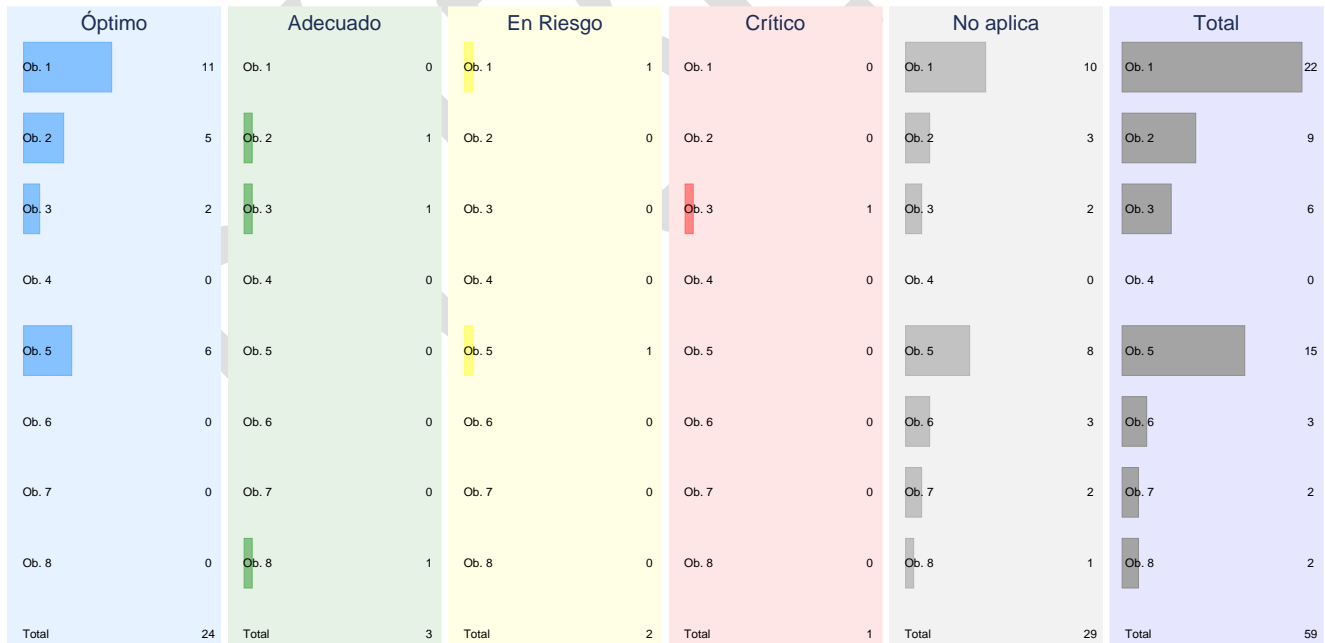 Óptimo Adecuado En Riesgo Crítico No aplica Total
Ob. 1 11 Ob. 1 0 Ob. 1 1 Ob. 1 0 Ob. 1 10 Ob. 1 22
Ob. 2 5 Ob. 2 1 Ob. 2 0 Ob. 2 0 Ob. 2 3 Ob. 2 9
Ob. 3 2 Ob. 3 1 Ob. 3 0 Ob. 3 1 Ob. 3 2 Ob. 3 6
Ob. 4 0 Ob. 4 0 Ob. 4 0 Ob. 4 0 Ob. 4 0 Ob. 4 0
Ob. 5 6 Ob. 5 0 Ob. 5 1 Ob. 5 0 Ob. 5 8 Ob. 5 15
Ob. 6 0 Ob. 6 0 Ob. 6 0 Ob. 6 0 Ob. 6 3 Ob. 6 3
Ob. 7 0 Ob. 7 0 Ob. 7 0 Ob. 7 0 Ob. 7 2 Ob. 7 2
Ob. 8 0 Ob. 8 1 Ob. 8 0 Ob. 8 0 Ob. 8 1 Ob. 8 2
Total 24 Total 3 Total 2 Total 1 Total 29 Total 59